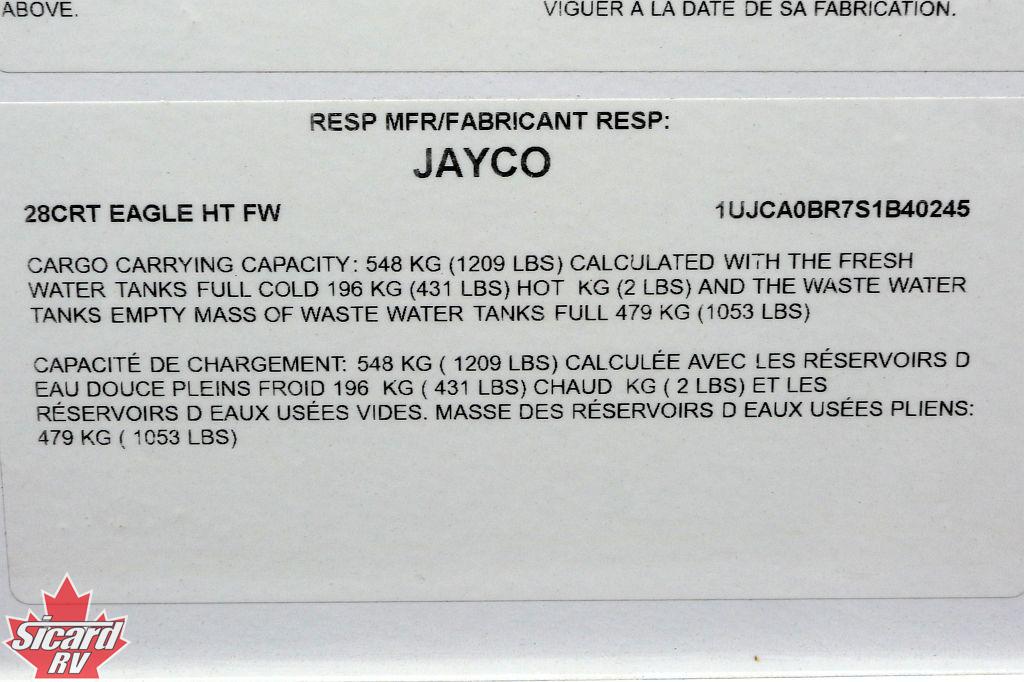 ABOVE.
VIGUER A LA DATE DE SA FABRICATION.
RESP MFR/FABRICANT RESP:
JAYCO
28CRT EAGLE HT FW
1UJCA0BR7S1B40245
CARGO CARRYING CAPACITY: 548 KG (1209 LBS) CALCULATED WITH THE FRESH
WATER TANKS FULL COLD 196 KG (431 LBS) HOT KG (2 LBS) AND THE WASTE WATER
TANKS EMPTY MASS OF WASTE WATER TANKS FULL 479 KG (1053 LBS)
CAPACITÉ DE CHARGEMENT: 548 KG ( 1209 LBS) CALCULÉE AVEC LES RÉSERVOIRS D
EAU DOUCE PLEINS FROID 196 KG ( 431 LBS) CHAUD KG ( 2 LBS) ET LES
RÉSERVOIRS D EAUX USÉES VIDES. MASSE DES RÉSERVOIRS D EAUX USÉES PLIENS:
479 KG ( 1053 LBS)
Sicard
RV